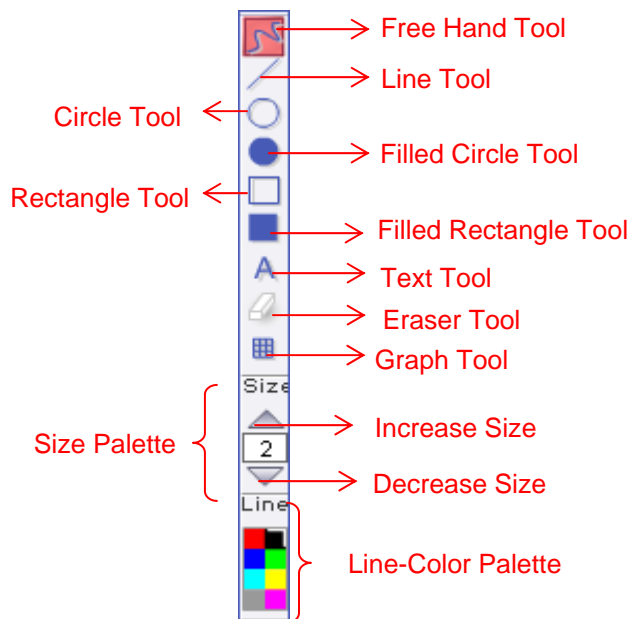 Free Hand Tool
Line Tool
Circle Tool
Filled Circle Tool
Rectangle Tool
Filled Rectangle Tool
A
Text Tool
Eraser Tool
Graph Tool
Size
Increase Size
Size Palette
2
Decrease Size
Line
Line-Color Palette